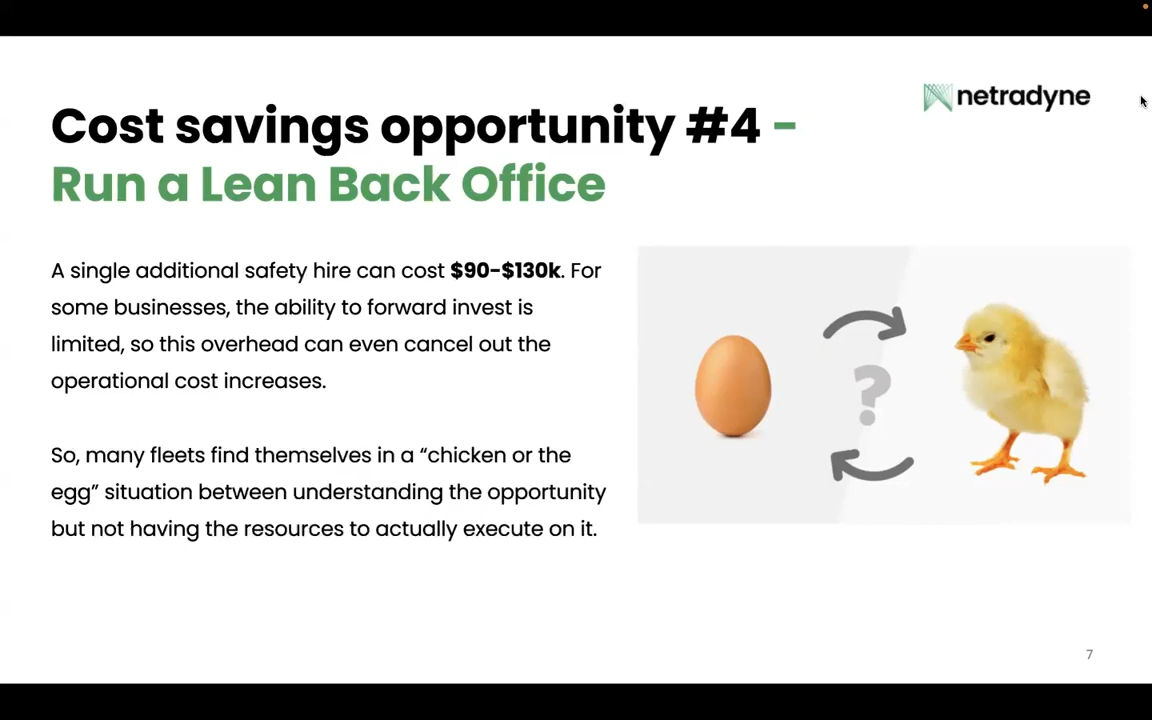 netradyne
Cost savings opportunity #4 -
Run a Lean Back Office
A single additional safety hire can cost $90-$130k. For
some businesses, the ability to forward invest is
limited, so this overhead can even cancel out the
operational cost increases.
So, many fleets find themselves in a “chicken or the
egg” situation between understanding the opportunity
but not having the resources to actually execute on it.
?
7